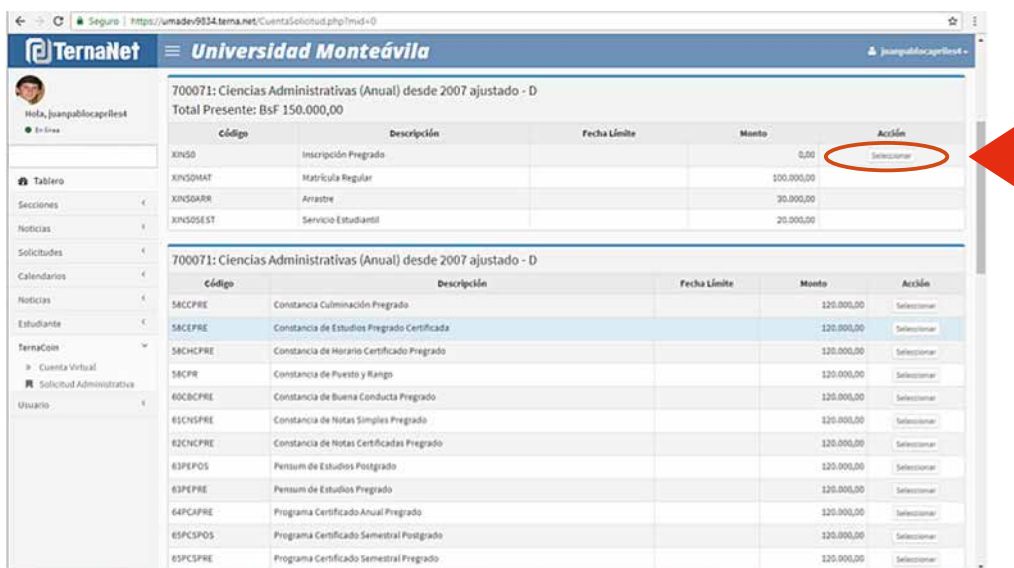 Seguro | https://umadev9834.terna.net/CuentaSolicitud.php?mid=0
TernaNet
Universidad Monteávila
juanpablocapriles4
Hola, juanpablocapriles4
En línea
Tablero
Secciones
Noticias
Solicitudes
Calendarios
Noticias
Estudiante
TernaCoin
Cuenta Virtual
Solicitud Administrativa
Usuario
700071: Ciencias Administrativas (Anual) desde 2007 ajustado - D
Total Presente: BsF 150.000,00
Código Descripción Fecha Límite Monto Acción
XINS0 Inscripción Pregrado 0,00 Seleccionar
XINS0MAT Matrícula Regular 100.000,00
XINS0ARR Arrastre 30.000,00
XINS0SEST Servicio Estudiantil 20.000,00
700071: Ciencias Administrativas (Anual) desde 2007 ajustado - D
Código Descripción Fecha Límite Monto Acción
58CCPRE Constancia Culminación Pregrado 120.000,00 Seleccionar
58CEPRE Constancia de Estudios Pregrado Certificada 120.000,00 Seleccionar
58CHCPRE Constancia de Horario Certificado Pregrado 120.000,00 Seleccionar
58CPR Constancia de Puesto y Rango 120.000,00 Seleccionar
60CBCPRE Constancia de Buena Conducta Pregrado 120.000,00 Seleccionar
61CNSPRE Constancia de Notas Simples Pregrado 120.000,00 Seleccionar
62CNCPRE Constancia de Notas Certificadas Pregrado 120.000,00 Seleccionar
63PEPOS Pensum de Estudios Postgrado 120.000,00 Seleccionar
63PEPRE Pensum de Estudios Pregrado 120.000,00 Seleccionar
64PCAPRE Programa Certificado Anual Pregrado 120.000,00 Seleccionar
65PCSPOS Programa Certificado Semestral Postgrado 120.000,00 Seleccionar
65PCSPRE Programa Certificado Semestral Pregrado 120.000,00 Seleccionar